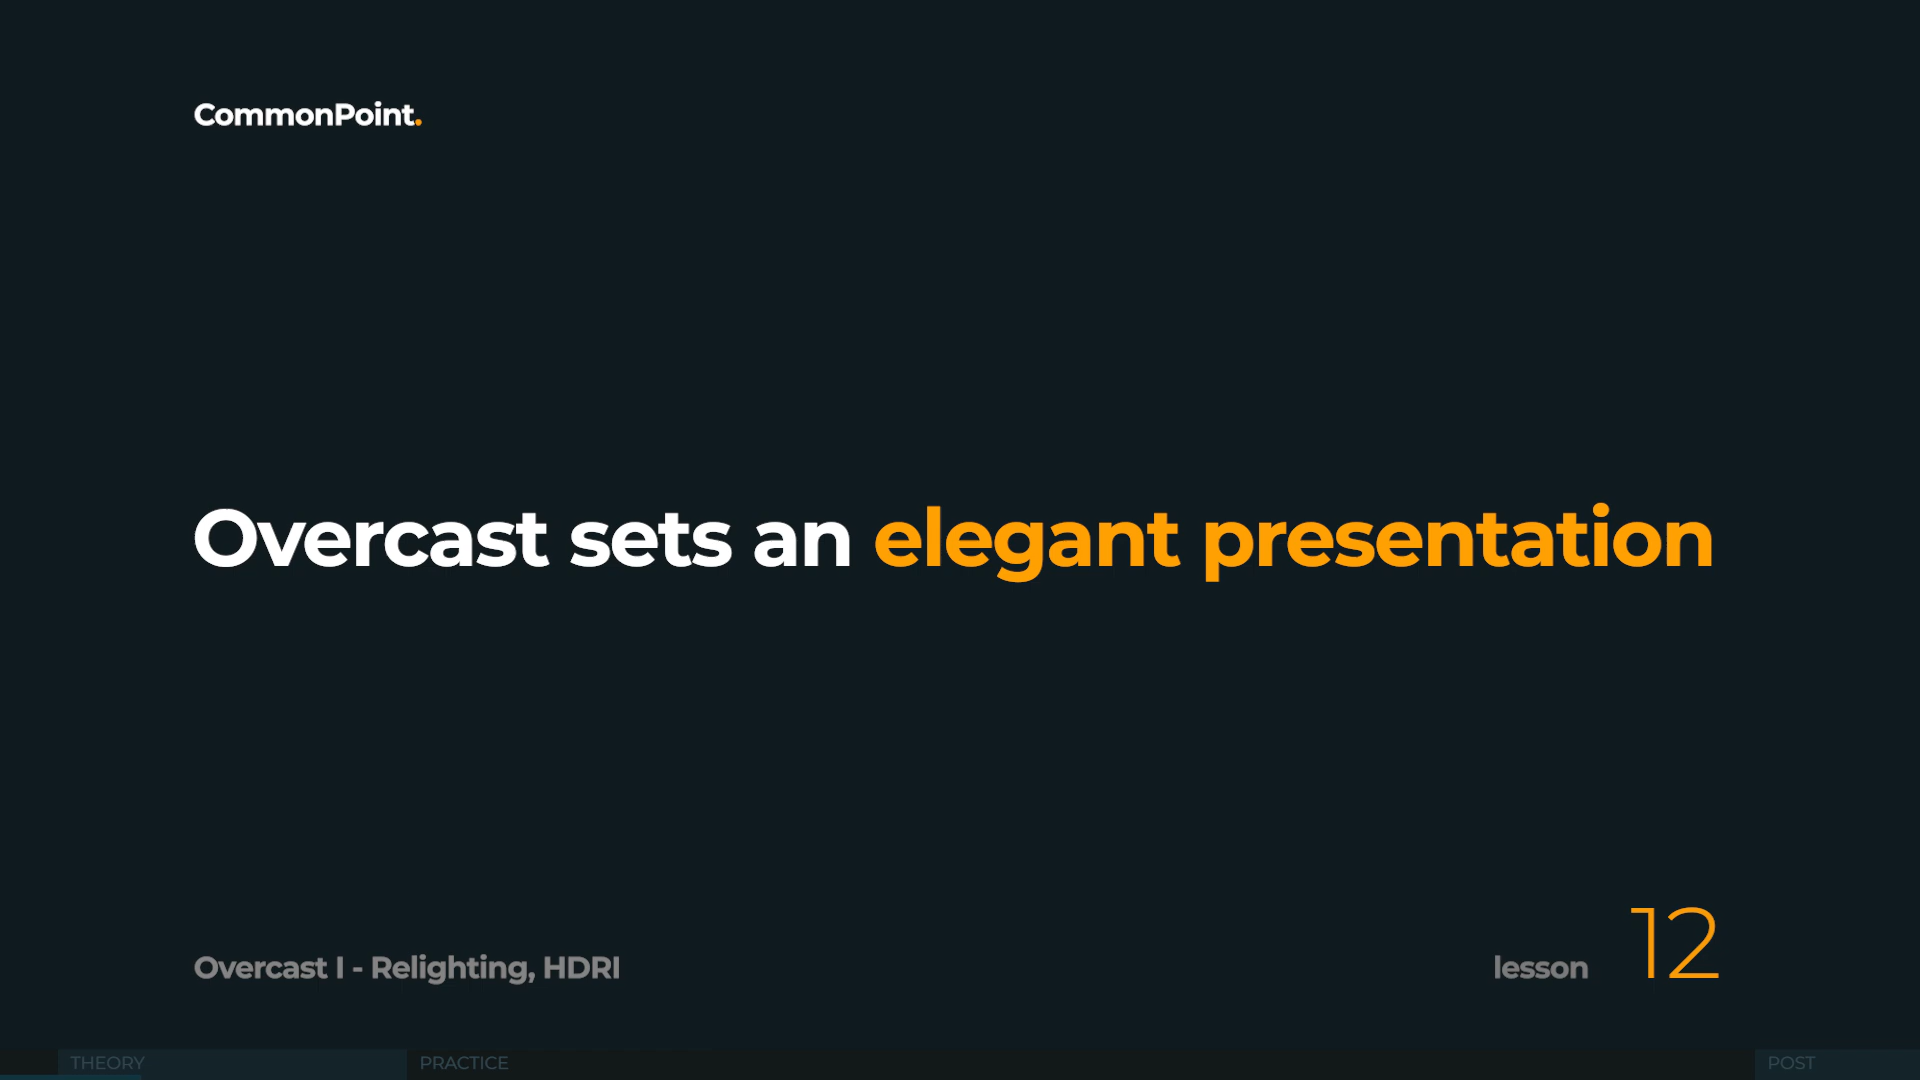 CommonPoint.
Overcast sets an elegant presentation
Overcast I - Relighting, HDRI
lesson 12
THEORY PRACTICE POST